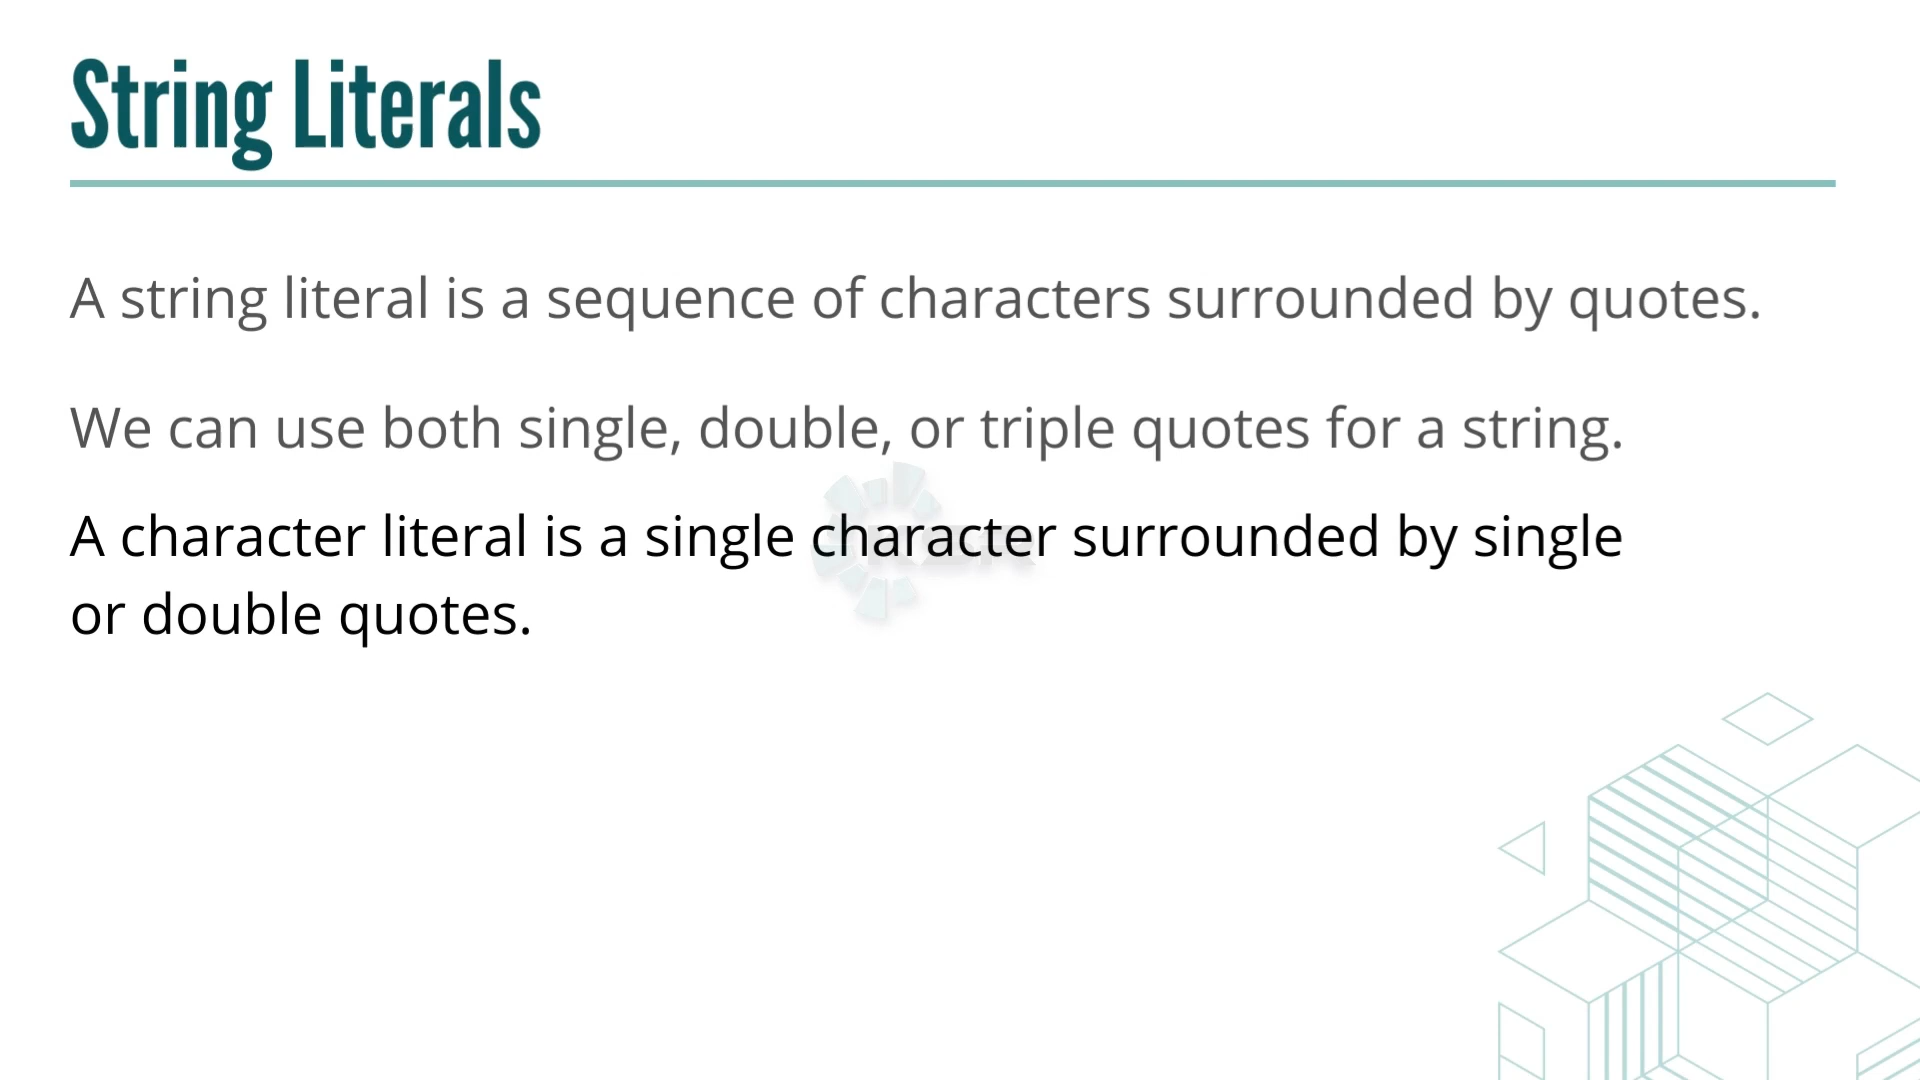 String Literals
A string literal is a sequence of characters surrounded by quotes.
We can use both single, double, or triple quotes for a string.
A character literal is a single character surrounded by single
or double quotes.